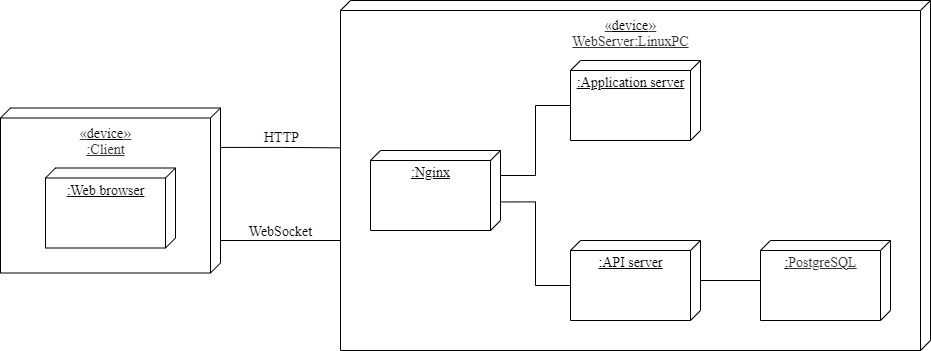 «device»
WebServer:LinuxPC
:Application server
«device»
:Client
:Web browser
HTTP
WebSocket
:Nginx
:API server
:PostgreSQL